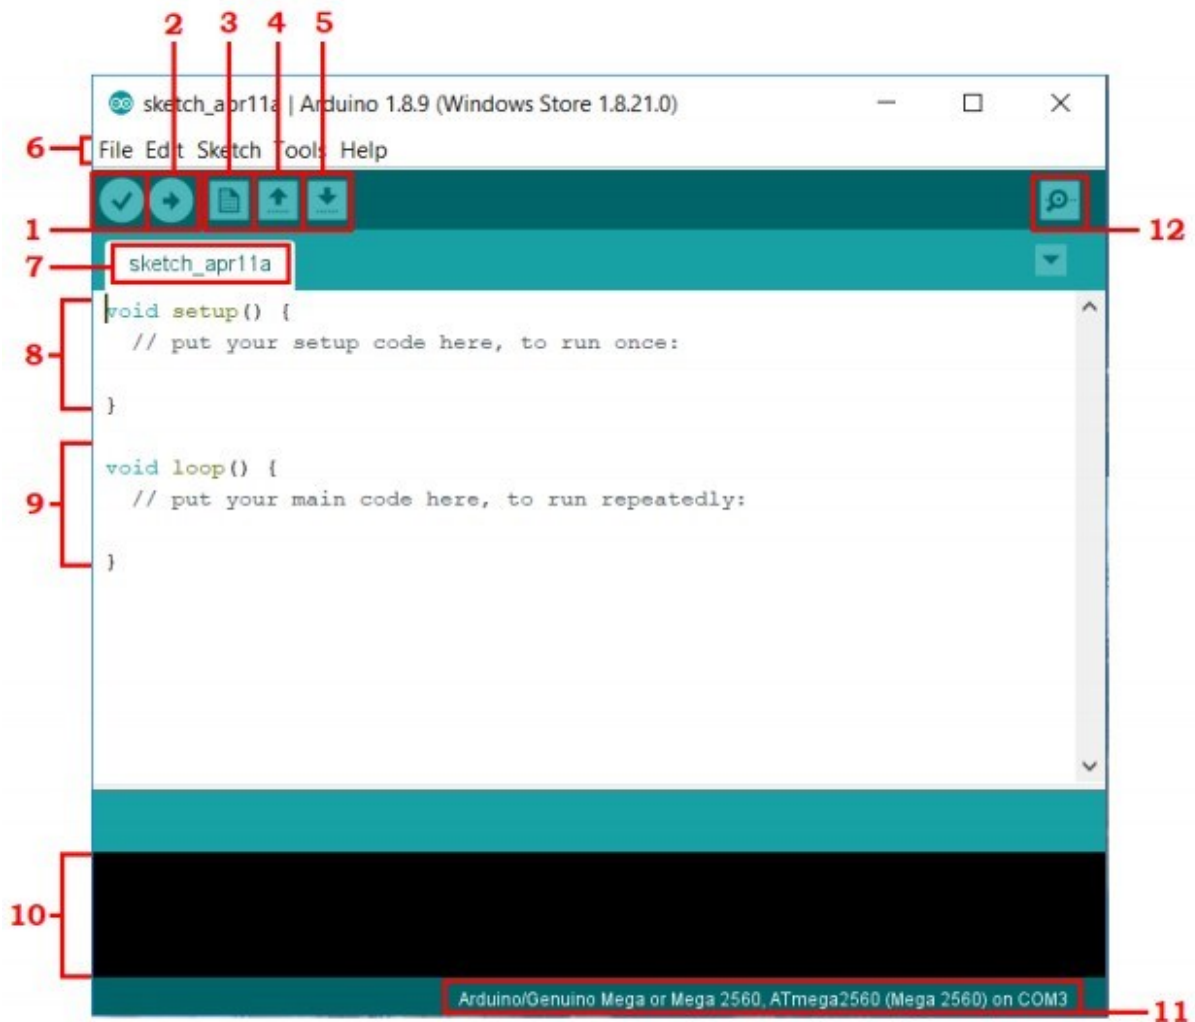 2 3 4 5
sketch_apr11a | Arduino 1.8.9 (Windows Store 1.8.21.0)
6 File Edit Sketch Tools Help
1 12
7 sketch_apr11a
void setup() {
8 // put your setup code here, to run once:
}
void loop() {
9 // put your main code here, to run repeatedly:
}
10
Arduino/Genuino Mega or Mega 2560, ATmega2560 (Mega 2560) on COM3
11